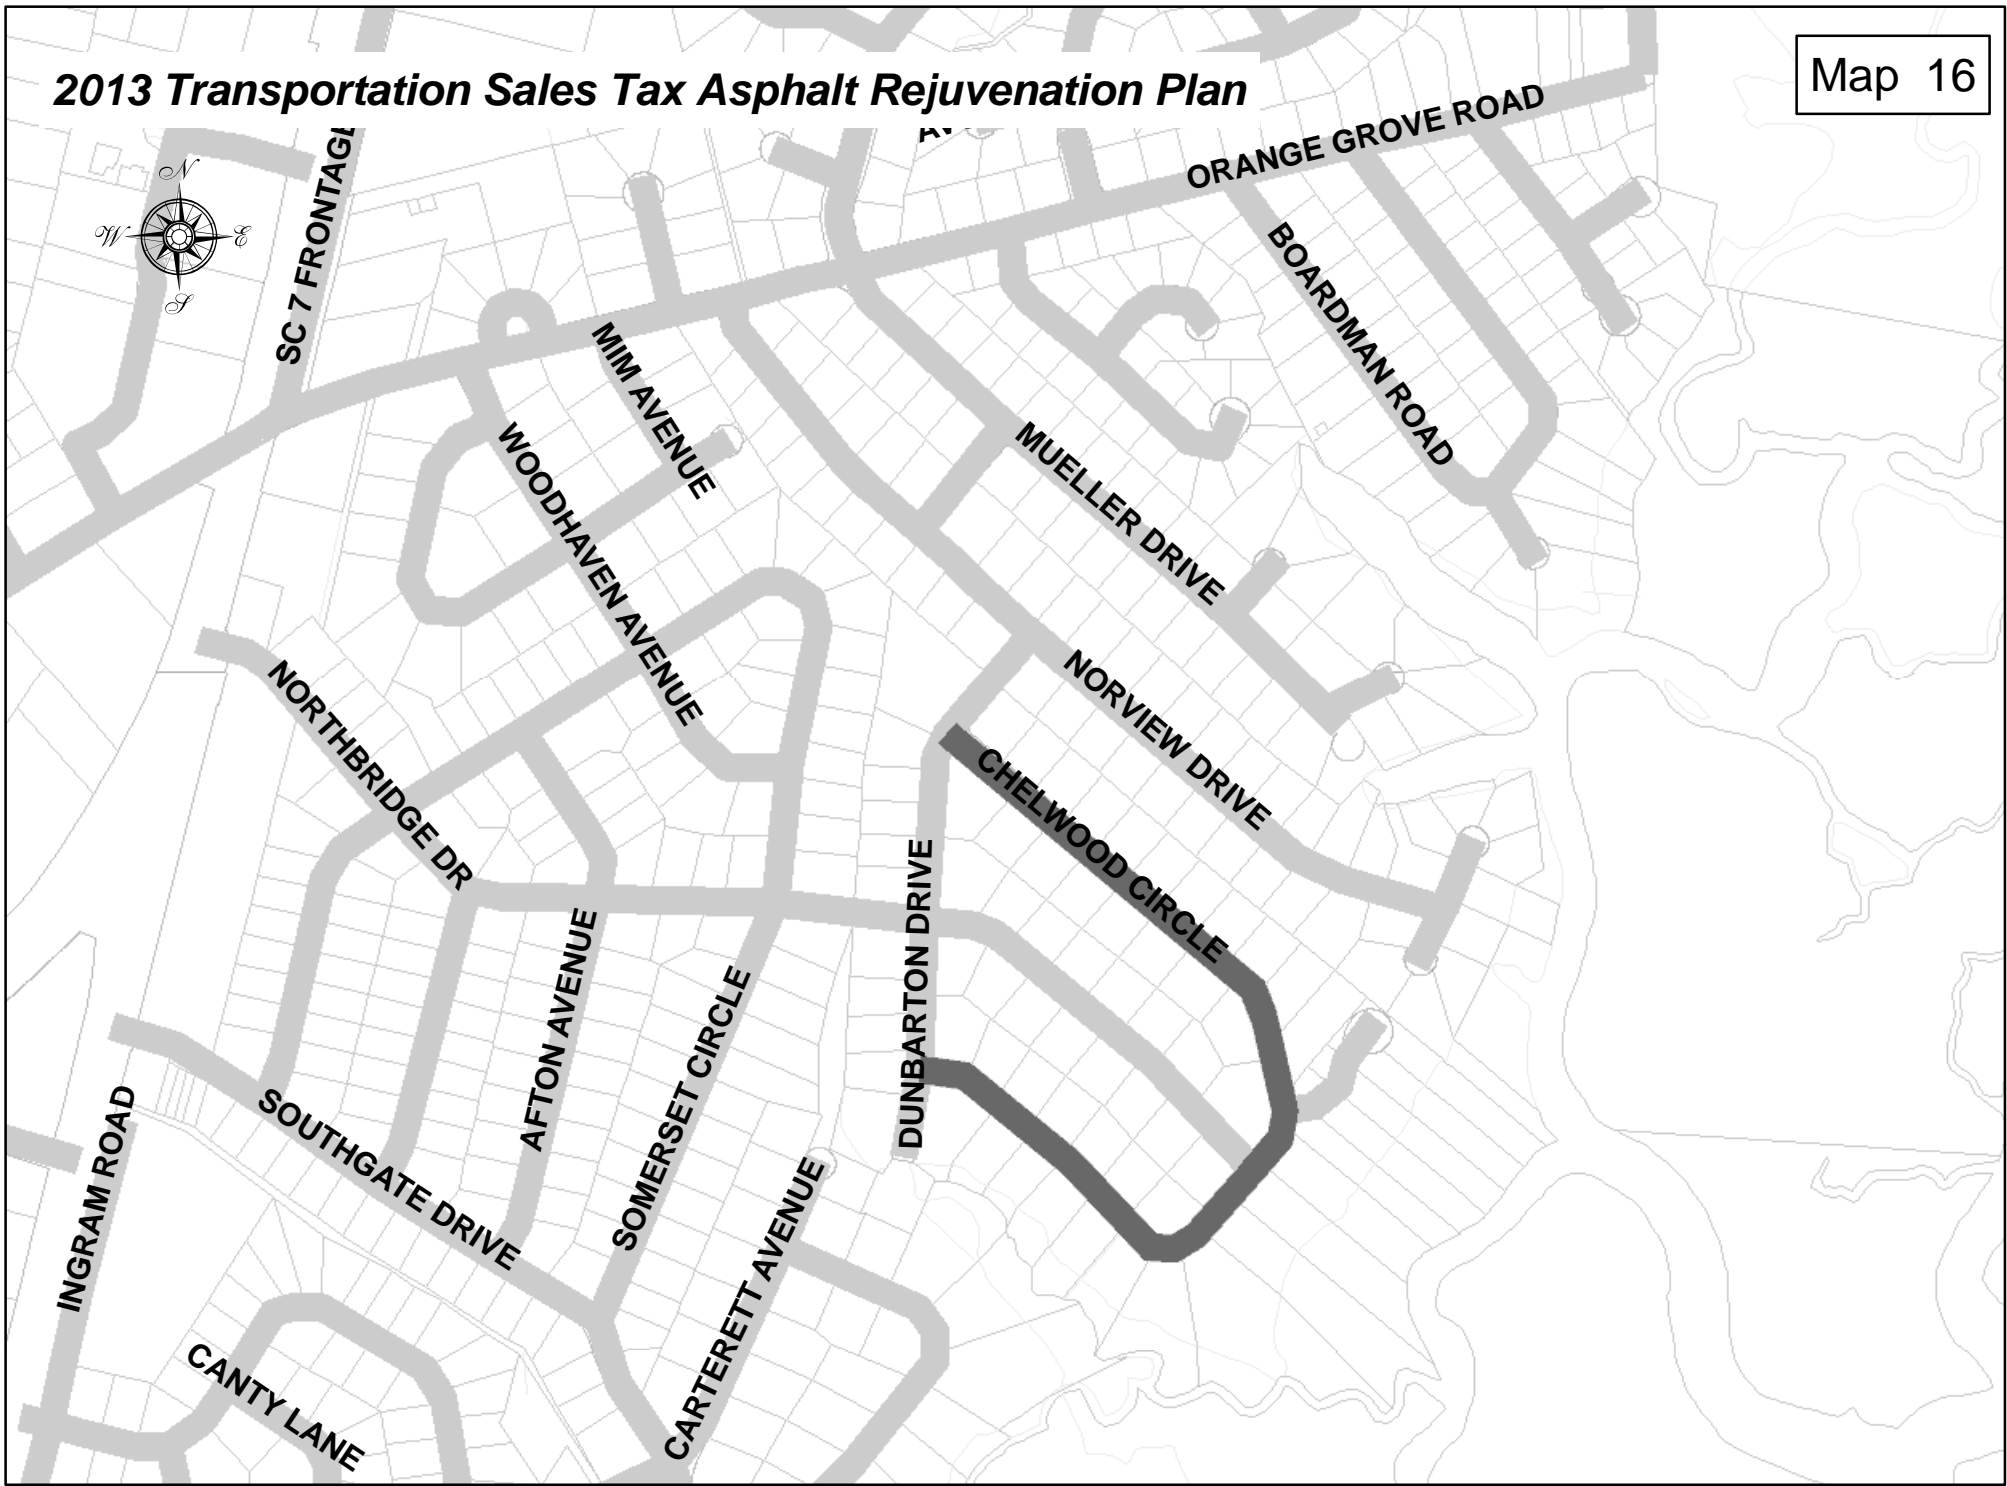 2013 Transportation Sales Tax Asphalt Rejuvenation Plan
Map 16
ORANGE GROVE ROAD
N
W
E
S
SC 7 FRONTAGE
BOARDMAN ROAD
MIM AVENUE
WOODHAVEN AVENUE
MUELLER DRIVE
NORTHBRIDGE DR
NORVIEW DRIVE
CHELWOOD CIRCLE
DUNBARTON DRIVE
AFTON AVENUE
SOMERSET CIRCLE
SOUTHGATE DRIVE
INGRAM ROAD
CARTERETT AVENUE
CANTY LANE